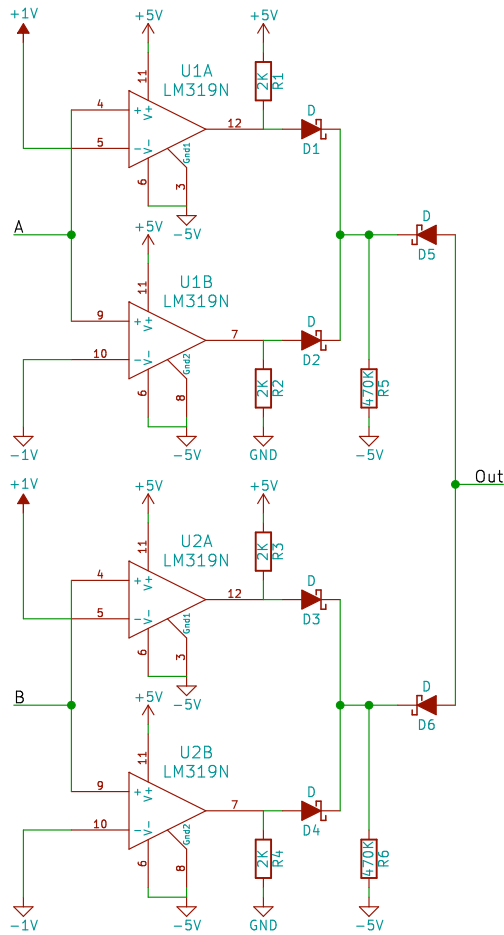 +1V
+5V
+5V
11
U1A
LM319N
2K
R1
4
+
V+
12
D
5
−
V-
Gnd1
D1
6
3
A
-5V
+5V
D
11
D5
U1B
LM319N
9
+
V+
7
D
10
−
V-
Gnd2
D2
6
8
2K
R2
470K
R5
-1V
-5V
GND
-5V
Out
+1V
+5V
+5V
11
U2A
LM319N
2K
R3
4
+
V+
12
D
5
−
V-
Gnd1
D3
6
3
B
-5V
+5V
D
11
D6
U2B
LM319N
9
+
V+
7
D
10
−
V-
Gnd2
D4
6
8
2K
R4
470K
R6
-1V
-5V
GND
-5V